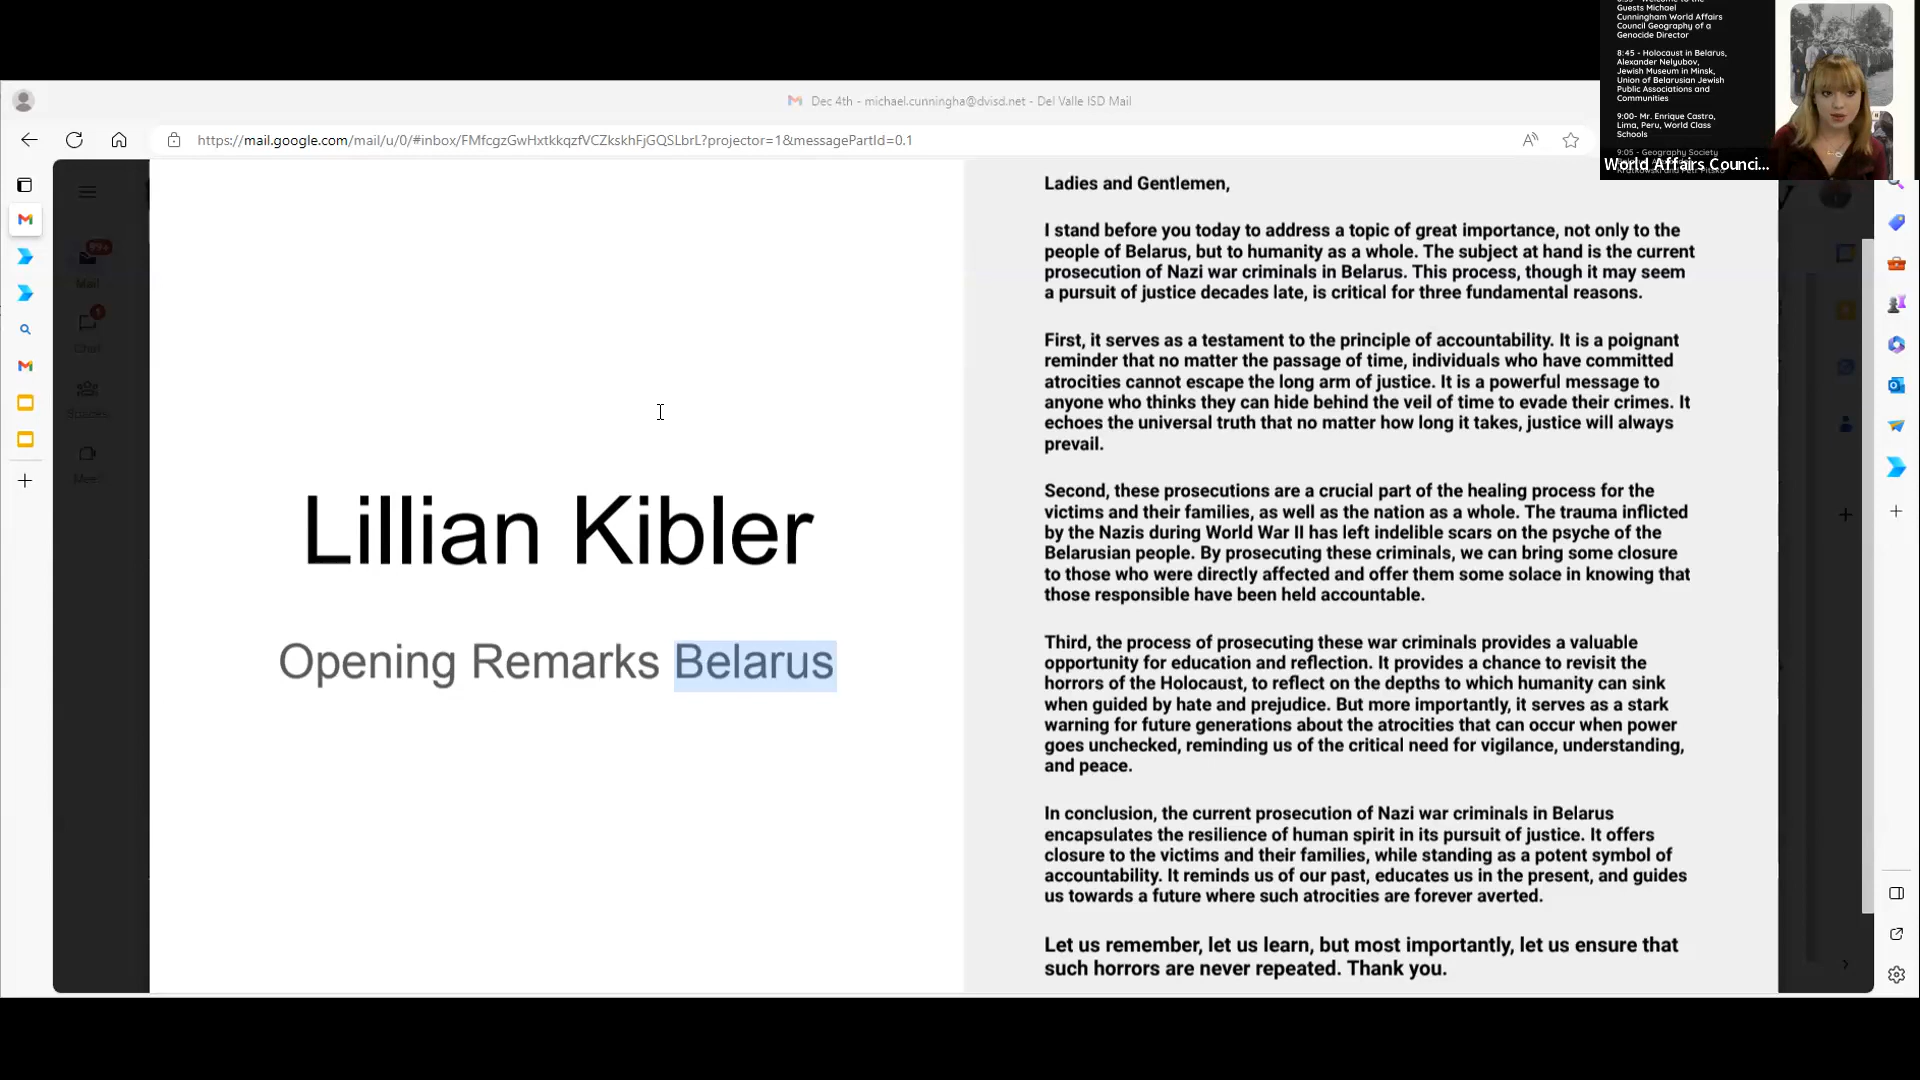 Dec 4th - michael.cunningha@dvisd.net - Del Valle ISD Mail
https://mail.google.com/mail/u/0/#inbox/FMfcgzGwHxtkkqzfVCZkskhFjGQSLbrL?projector=1&messagePartId=0.1
99+
Mail
1
Chat
Lillian Kibler
Opening Remarks Belarus
Ladies and Gentlemen,
I stand before you today to address a topic of great importance, not only to the
people of Belarus, but to humanity as a whole. The subject at hand is the current
prosecution of Nazi war criminals in Belarus. This process, though it may seem
a pursuit of justice decades late, is critical for three fundamental reasons.
First, it serves as a testament to the principle of accountability. It is a poignant
reminder that no matter the passage of time, individuals who have committed
atrocities cannot escape the long arm of justice. It is a powerful message to
anyone who thinks they can hide behind the veil of time to evade their crimes. It
echoes the universal truth that no matter how long it takes, justice will always
prevail.
Second, these prosecutions are a crucial part of the healing process for the
victims and their families, as well as the nation as a whole. The trauma inflicted
by the Nazis during World War II has left indelible scars on the psyche of the
Belarusian people. By prosecuting these criminals, we can bring some closure
to those who were directly affected and offer them some solace in knowing that
those responsible have been held accountable.
Third, the process of prosecuting these war criminals provides a valuable
opportunity for education and reflection. It provides a chance to revisit the
horrors of the Holocaust, to reflect on the depths to which humanity can sink
when guided by hate and prejudice. But more importantly, it serves as a stark
warning for future generations about the atrocities that can occur when power
goes unchecked, reminding us of the critical need for vigilance, understanding,
and peace.
In conclusion, the current prosecution of Nazi war criminals in Belarus
encapsulates the resilience of human spirit in its pursuit of justice. It offers
closure to the victims and their families, while standing as a potent symbol of
accountability. It reminds us of our past, educates us in the present, and guides
us towards a future where such atrocities are forever averted.
Let us remember, let us learn, but most importantly, let us ensure that
such horrors are never repeated. Thank you.
Guests Michael
Cunningham World Affairs
Council Geography of a
Genocide Director
8:45 - Holocaust in Belarus,
Alexander Nelyubov,
Jewish Museum in Minsk,
Union of Belarusian Jewish
Public Associations and
Communities
9:00- Mr. Enrique Castro,
Lima, Peru, World Class
Schools
9:05 - Geography Society
World Affairs Counci...